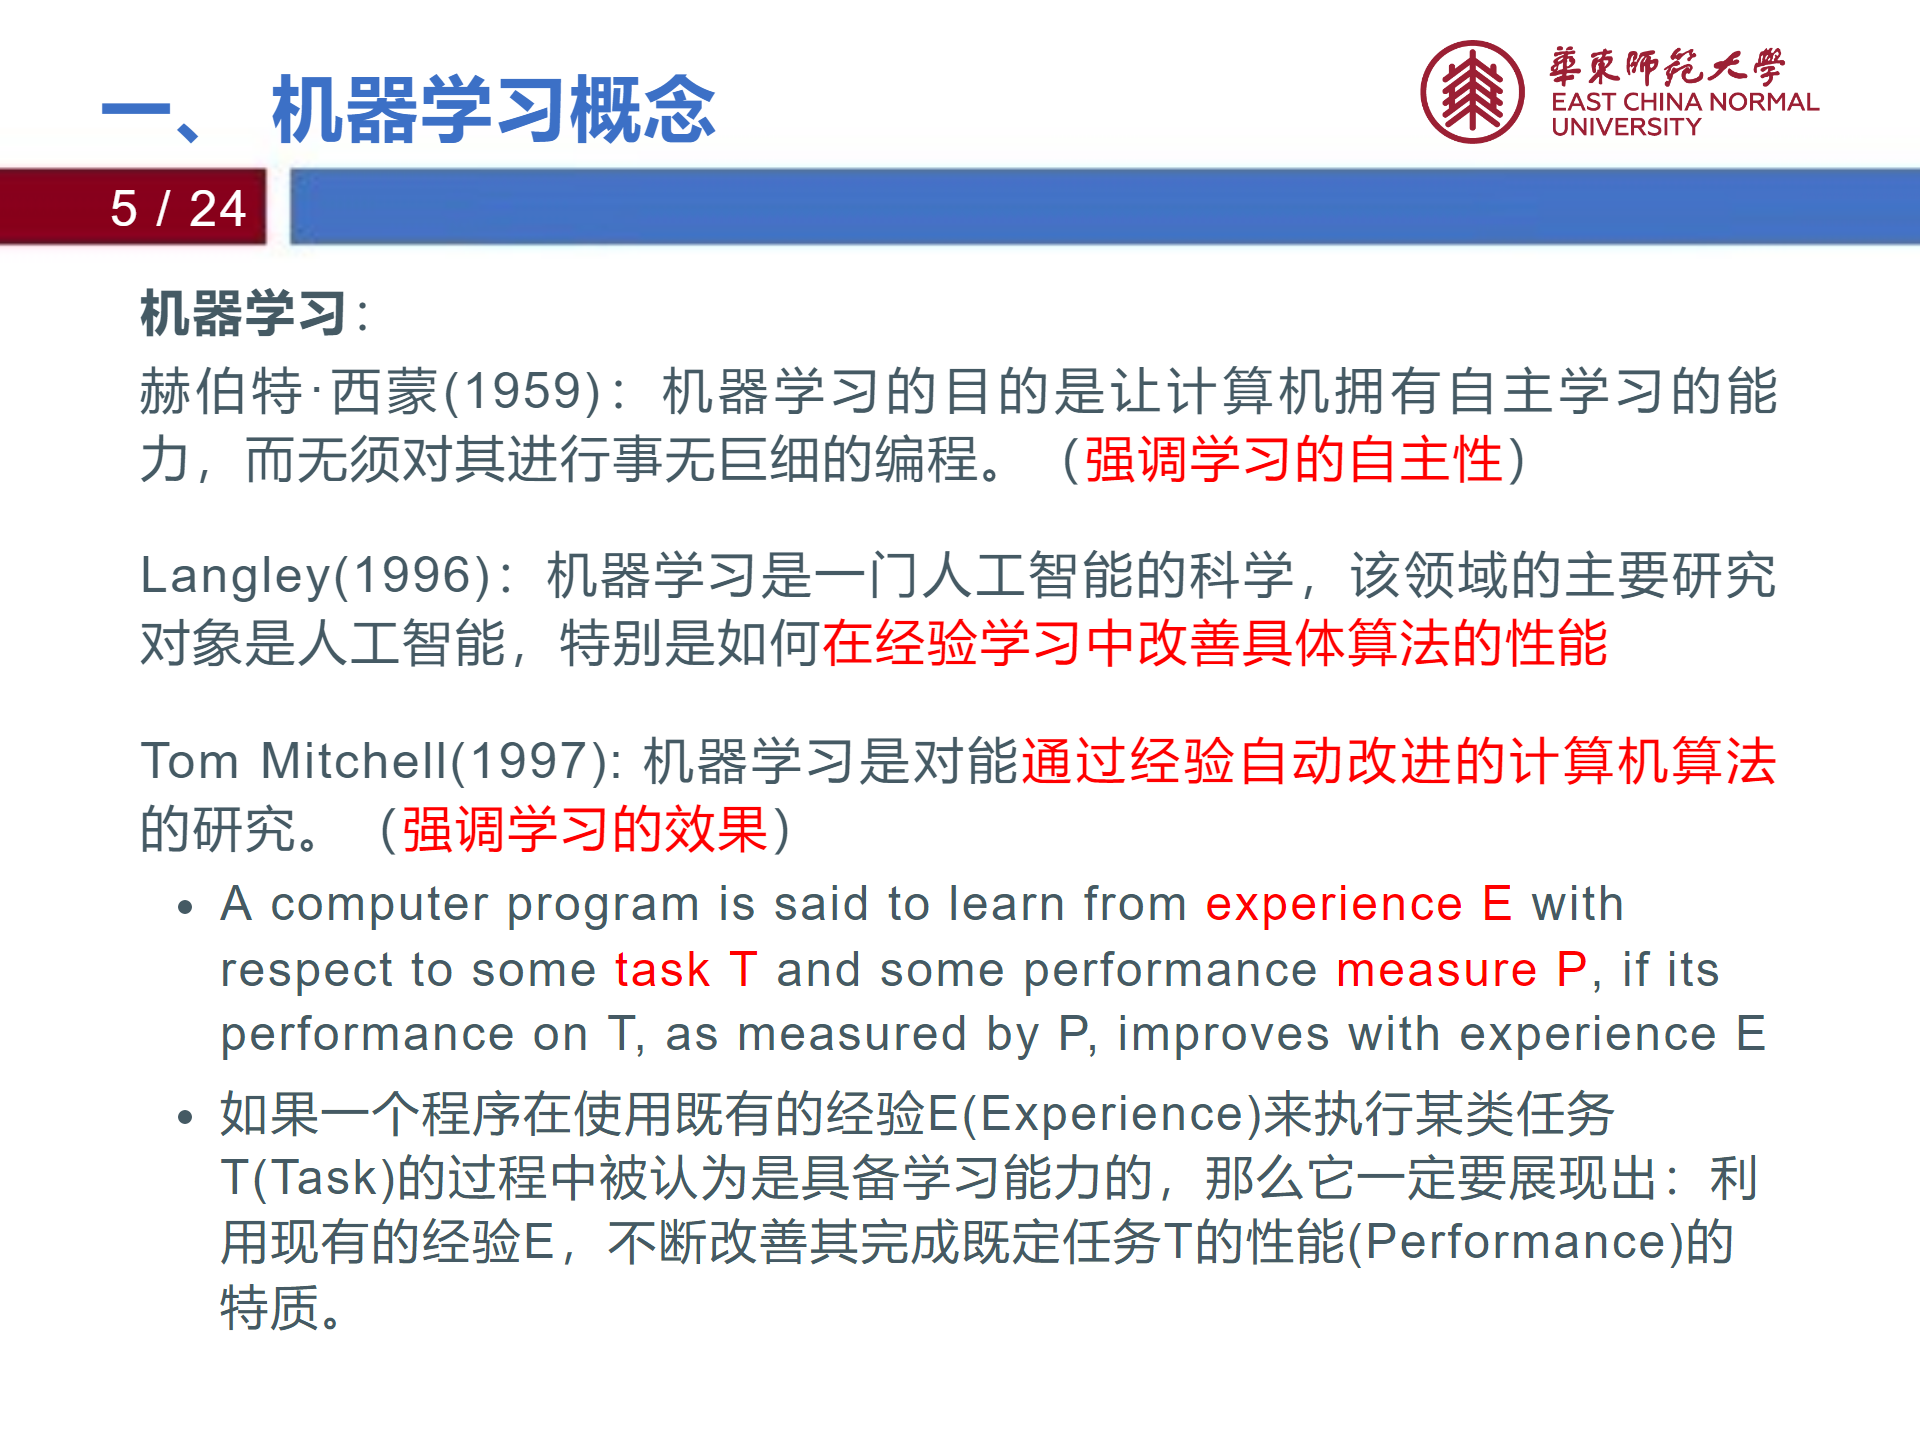 一、 机器学习概念
華東師範大學
EAST CHINA NORMAL
UNIVERSITY
5 / 24
机器学习：
赫伯特·西蒙(1959)：机器学习的目的是让计算机拥有自主学习的能
力，而无须对其进行事无巨细的编程。（强调学习的自主性）
Langley(1996)：机器学习是一门人工智能的科学，该领域的主要研究
对象是人工智能，特别是如何在经验学习中改善具体算法的性能
Tom Mitchell(1997): 机器学习是对能通过经验自动改进的计算机算法
的研究。（强调学习的效果）
• A computer program is said to learn from experience E with
respect to some task T and some performance measure P, if its
performance on T, as measured by P, improves with experience E
• 如果一个程序在使用既有的经验E(Experience)来执行某类任务
T(Task)的过程中被认为是具备学习能力的，那么它一定要展现出：利
用现有的经验E，不断改善其完成既定任务T的性能(Performance)的
特质。